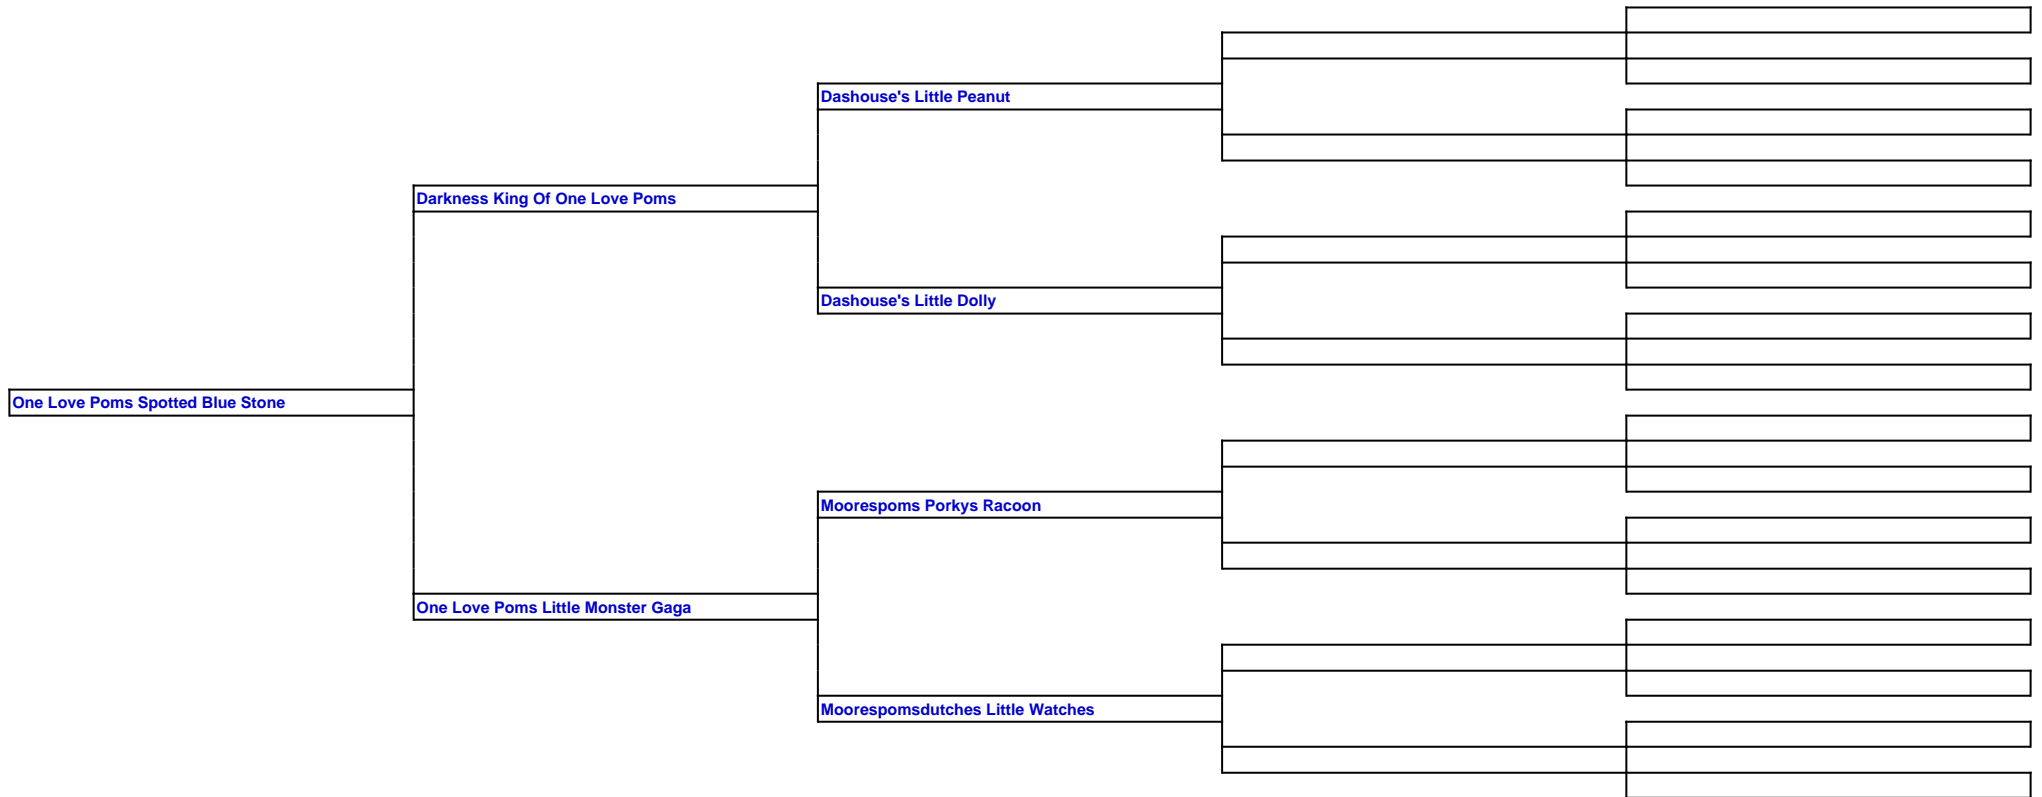 Dashouse's Little Peanut
Darkness King Of One Love Poms
Dashouse's Little Dolly
One Love Poms Spotted Blue Stone
Moorespoms Porkys Racoon
One Love Poms Little Monster Gaga
Moorespomsdutches Little Watches